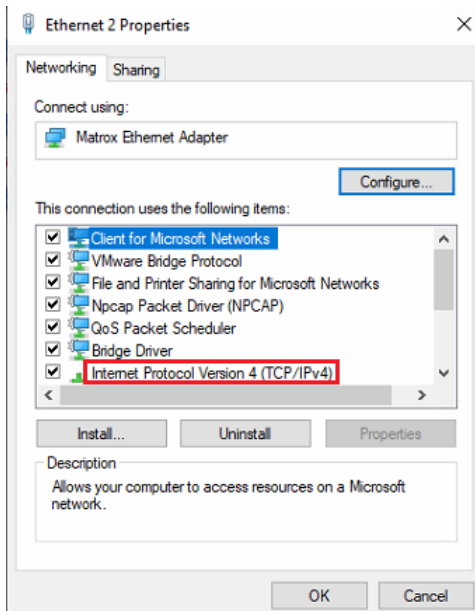 Ethernet 2 Properties
Networking Sharing
Connect using:
Matrox Ethernet Adapter
Configure...
This connection uses the following items:
Client for Microsoft Networks
VMware Bridge Protocol
File and Printer Sharing for Microsoft Networks
Npcap Packet Driver (NPCAP)
QoS Packet Scheduler
Bridge Driver
Internet Protocol Version 4 (TCP/IPv4)
Install... Uninstall Properties
Description
Allows your computer to access resources on a Microsoft
network.
OK Cancel